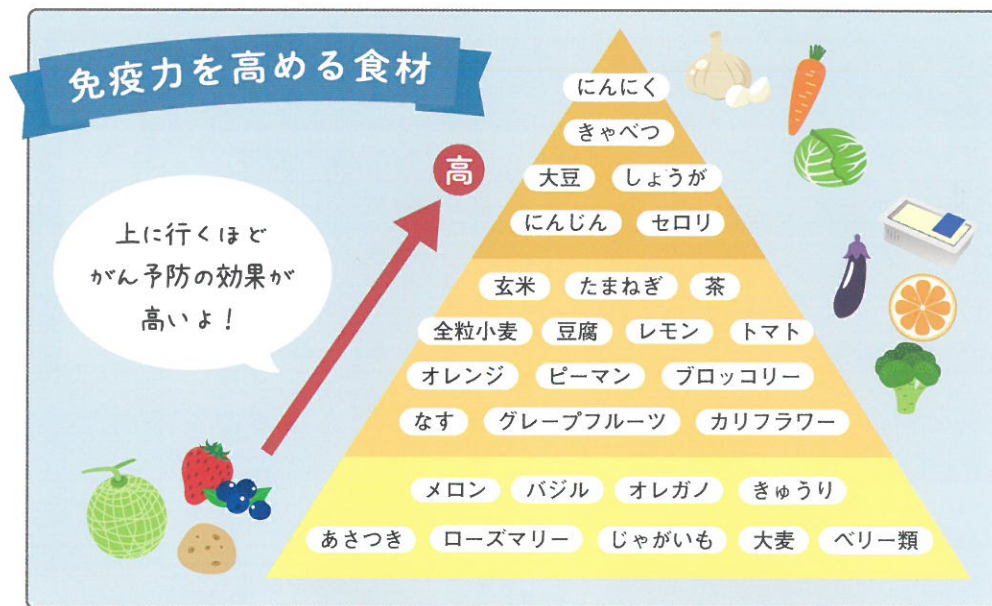 免疫力を高める食材
高
上に行くほど
がん予防の効果が
高いよ！
にんにく
きゃべつ
大豆 しょうが
にんじん セロリ
玄米 たまねぎ 茶
全粒小麦 豆腐 レモン トマト
オレンジ ピーマン ブロッコリー
なす グレープフルーツ カリフラワー
メロン バジル オレガノ きゅうり
あさつき ローズマリー じゃがいも 大麦 ベリー類